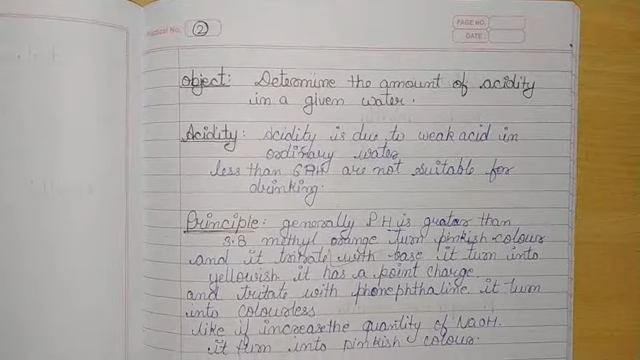 Practical No. 2
PAGE NO.
DATE
Object: Determine the amount of acidity
in a given water.
Acidity: Acidity is due to weak acid in
ordinary water
less than 6 PH are not suitable for
drinking.
Principle: generally PH is grater than
3.8 methyl orange turn pinkish colour
and it tritrate with base it turn into
yellowish it has a point charge
and tritate with phonephthaline it turn
into colourless
like if increase the quantity of NaOH.
it turn into pinkish colour.